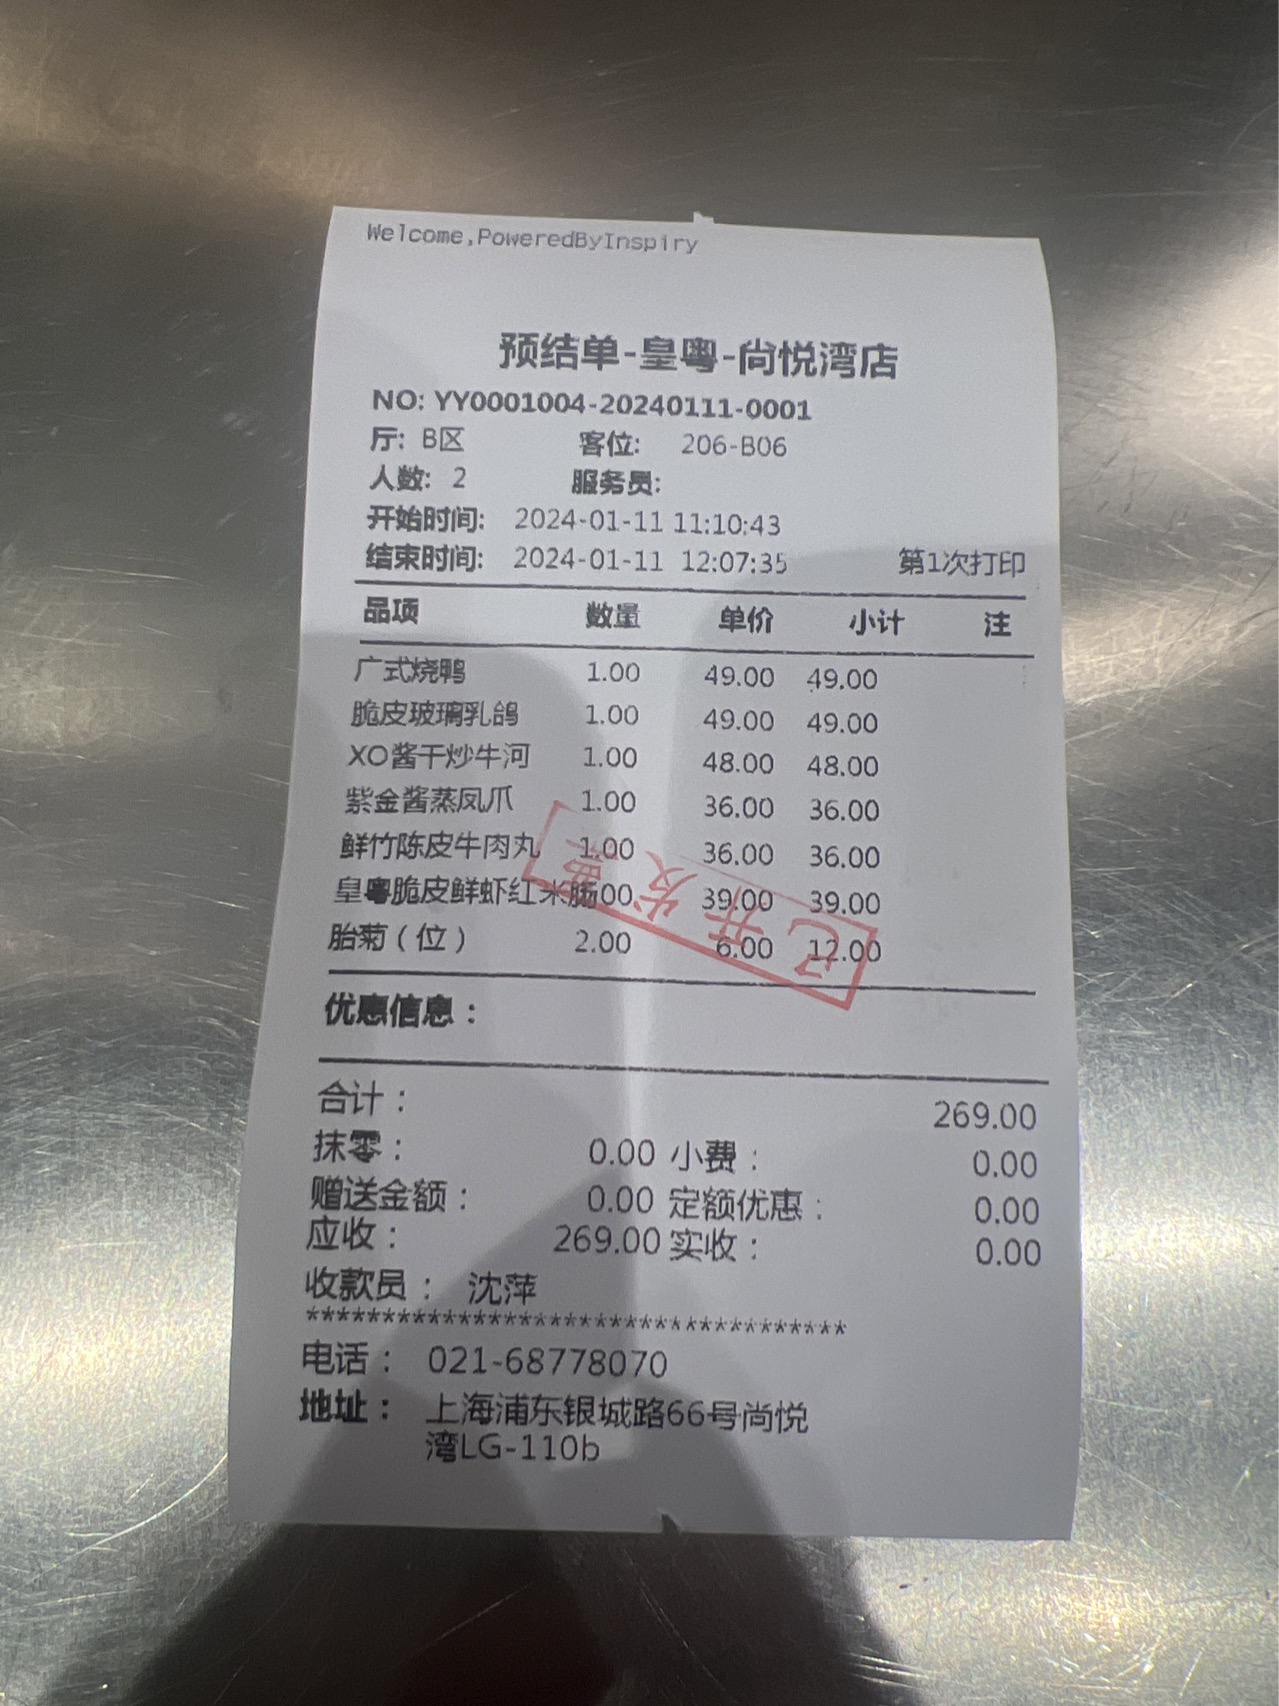 Welcome,PoweredByInspiry
预结单-皇粤-尚悦湾店
NO: YY0001004-20240111-0001
厅: B区 客位: 206-B06
人数: 2 服务员:
开始时间: 2024-01-11 11:10:43
结束时间: 2024-01-11 12:07:35 第1次打印
品项 数量 单价 小计 注
广式烧鸭 1.00 49.00 49.00
脆皮玻璃乳鸽 1.00 49.00 49.00
XO酱干炒牛河 1.00 48.00 48.00
紫金酱蒸凤爪 1.00 36.00 36.00
鲜竹陈皮牛肉丸 1.00 36.00 36.00
皇粤脆皮鲜虾红米肠00 39.00 39.00
胎菊（位） 2.00 6.00 12.00
已开发票
优惠信息：
合计： 269.00
抹零： 0.00 小费： 0.00
赠送金额： 0.00 定额优惠： 0.00
应收： 269.00 实收： 0.00
收款员： 沈萍
************************************
电话： 021-68778070
地址： 上海浦东银城路66号尚悦
湾LG-110b